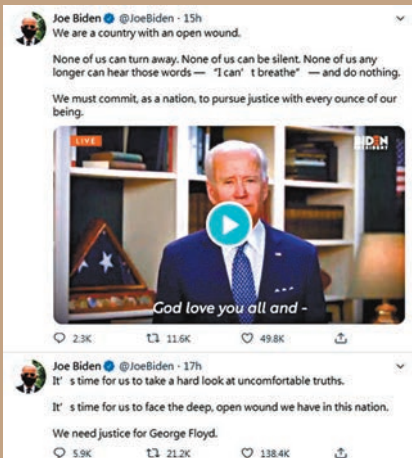 Joe Biden @JoeBiden · 15h
We are a country with an open wound.
None of us can turn away. None of us can be silent. None of us any
longer can hear those words — "I can' t breathe" — and do nothing.
We must commit, as a nation, to pursue justice with every ounce of our
being.
LIVE
BIDEN
PRESIDENT
God love you all and -
2.3K 11.6K 49.8K
Joe Biden @JoeBiden · 17h
It' s time for us to take a hard look at uncomfortable truths.
It' s time for us to face the deep, open wound we have in this nation.
We need justice for George Floyd.
5.9K 21.2K 138.4K